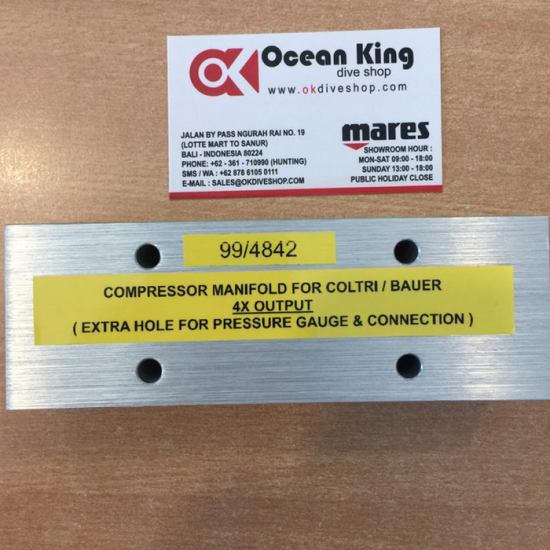 OK Ocean King
dive shop
www.okdiveshop.com
JALAN BY PASS NGURAH RAI NO. 19
(LOTTE MART TO SANUR)
BALI - INDONESIA 80224
PHONE: +62 - 361 - 710990 (HUNTING)
SMS / WA : +62 878 6105 0111
E-MAIL : SALES@OKDIVESHOP.COM
mares
SHOWROOM HOUR :
MON-SAT 09:00 - 18:00
SUNDAY 13:00 - 18:00
PUBLIC HOLIDAY CLOSE
99/4842
COMPRESSOR MANIFOLD FOR COLTRI / BAUER
4X OUTPUT
( EXTRA HOLE FOR PRESSURE GAUGE & CONNECTION )